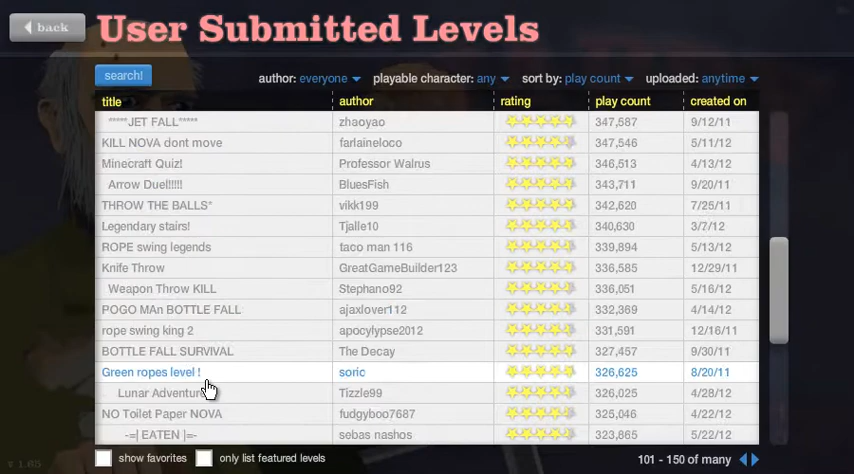 back
User Submitted Levels
search!
author: everyone playable character: any sort by: play count uploaded: anytime
title author rating play count created on
"""JET FALL""""" zhaoyao 347,587 9/12/11
KILL NOVA dont move farlaineloco 347,546 5/11/12
Minecraft Quiz! Professor Walrus 346,513 4/13/12
Arrow Duel!!!!! BluesFish 343,711 9/20/11
THROW THE BALLS* vikk199 342,620 7/25/11
Legendary stairs! Tjalle10 340,630 3/7/12
ROPE swing legends taco man 116 339,894 5/13/12
Knife Throw GreatGameBuilder123 336,585 12/29/11
Weapon Throw KILL Stephano92 336,051 5/16/12
POGO MAn BOTTLE FALL ajaxlover112 332,369 4/14/12
rope swing king 2 apocylypse2012 331,591 12/16/11
BOTTLE FALL SURVIVAL The Decay 327,457 9/30/11
Green ropes level ! soric 326,625 8/20/11
Lunar Adventure Tizzle99 326,025 4/28/12
NO Toilet Paper NOVA fudgyboo7687 325,046 4/22/12
-=| EATEN |=- sebas nashos 323,865 5/22/12
show favorites only list featured levels 101 - 150 of many
v 1.65